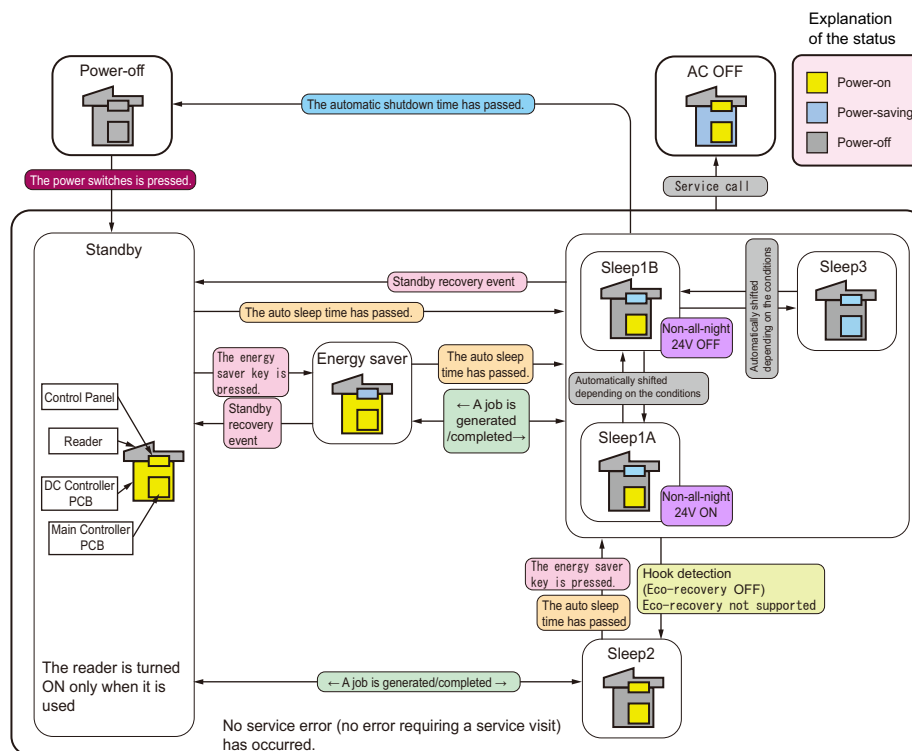 Explanation
of the status
Power-on
Power-saving
Power-off
Power-off
AC OFF
The automatic shutdown time has passed.
The power switches is pressed.
Service call
Standby
Standby recovery event
The auto sleep time has passed.
The energy
saver key is
pressed.
Standby
recovery
event
Energy saver
The auto sleep
time has passed.
← A job is
generated
/completed→
Sleep1B
Non-all-night
24V OFF
Automatically shifted
depending on the conditions
Sleep3
Automatically shifted
depending on the conditions
Sleep1A
Non-all-night
24V ON
Control Panel
Reader
DC Controller
PCB
Main Controller
PCB
The energy saver
key is pressed.
The auto sleep
time has passed
Hook detection
(Eco-recovery OFF)
Eco-recovery not supported
Sleep2
The reader is turned
ON only when it is
used
← A job is generated/completed →
No service error (no error requiring a service visit)
has occurred.